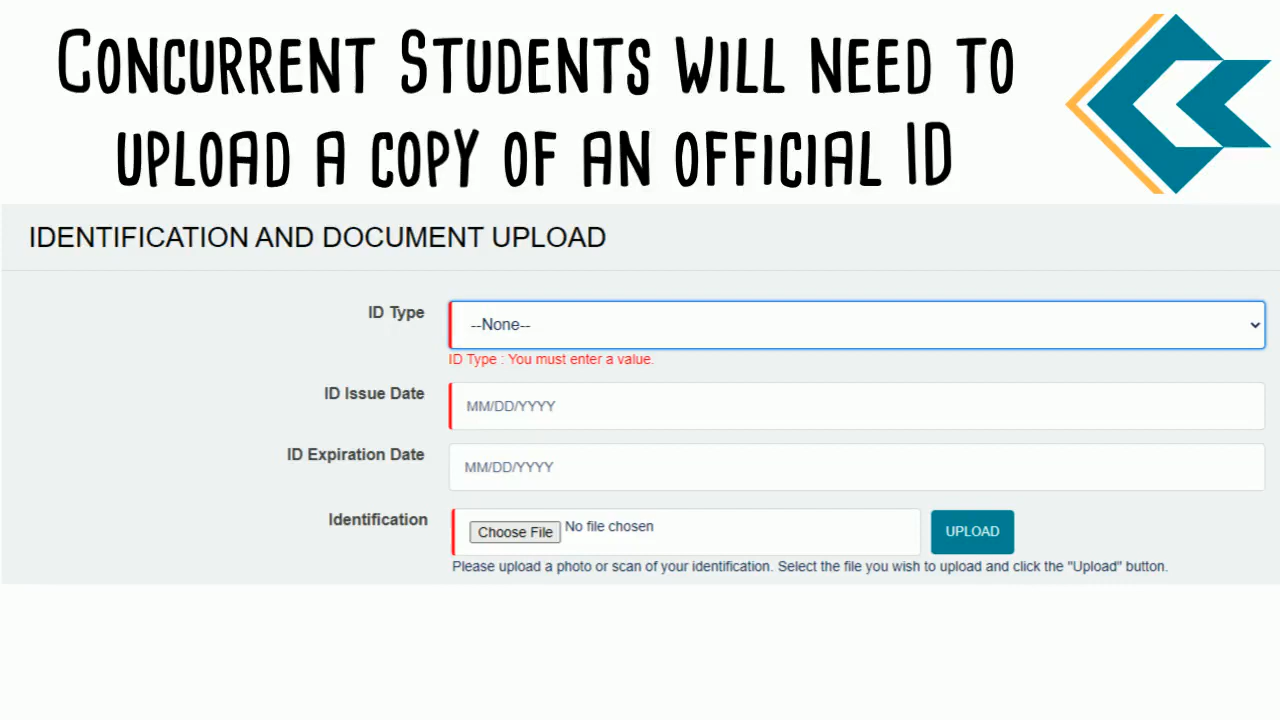 Concurrent Students will need to
upload a copy of an official ID
IDENTIFICATION AND DOCUMENT UPLOAD
ID Type
--None--
ID Type : You must enter a value.
ID Issue Date
MM/DD/YYYY
ID Expiration Date
MM/DD/YYYY
Identification
Choose File No file chosen
UPLOAD
Please upload a photo or scan of your identification. Select the file you wish to upload and click the "Upload" button.